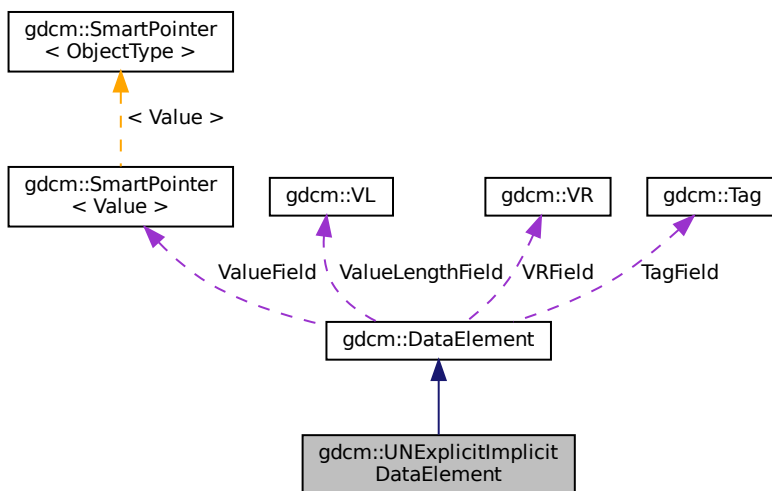 gdcm::SmartPointer
< ObjectType >
< Value >
gdcm::SmartPointer
< Value >
gdcm::VL
gdcm::VR
gdcm::Tag
ValueField
ValueLengthField
VRField
TagField
gdcm::DataElement
gdcm::UNExplicitImplicit
DataElement